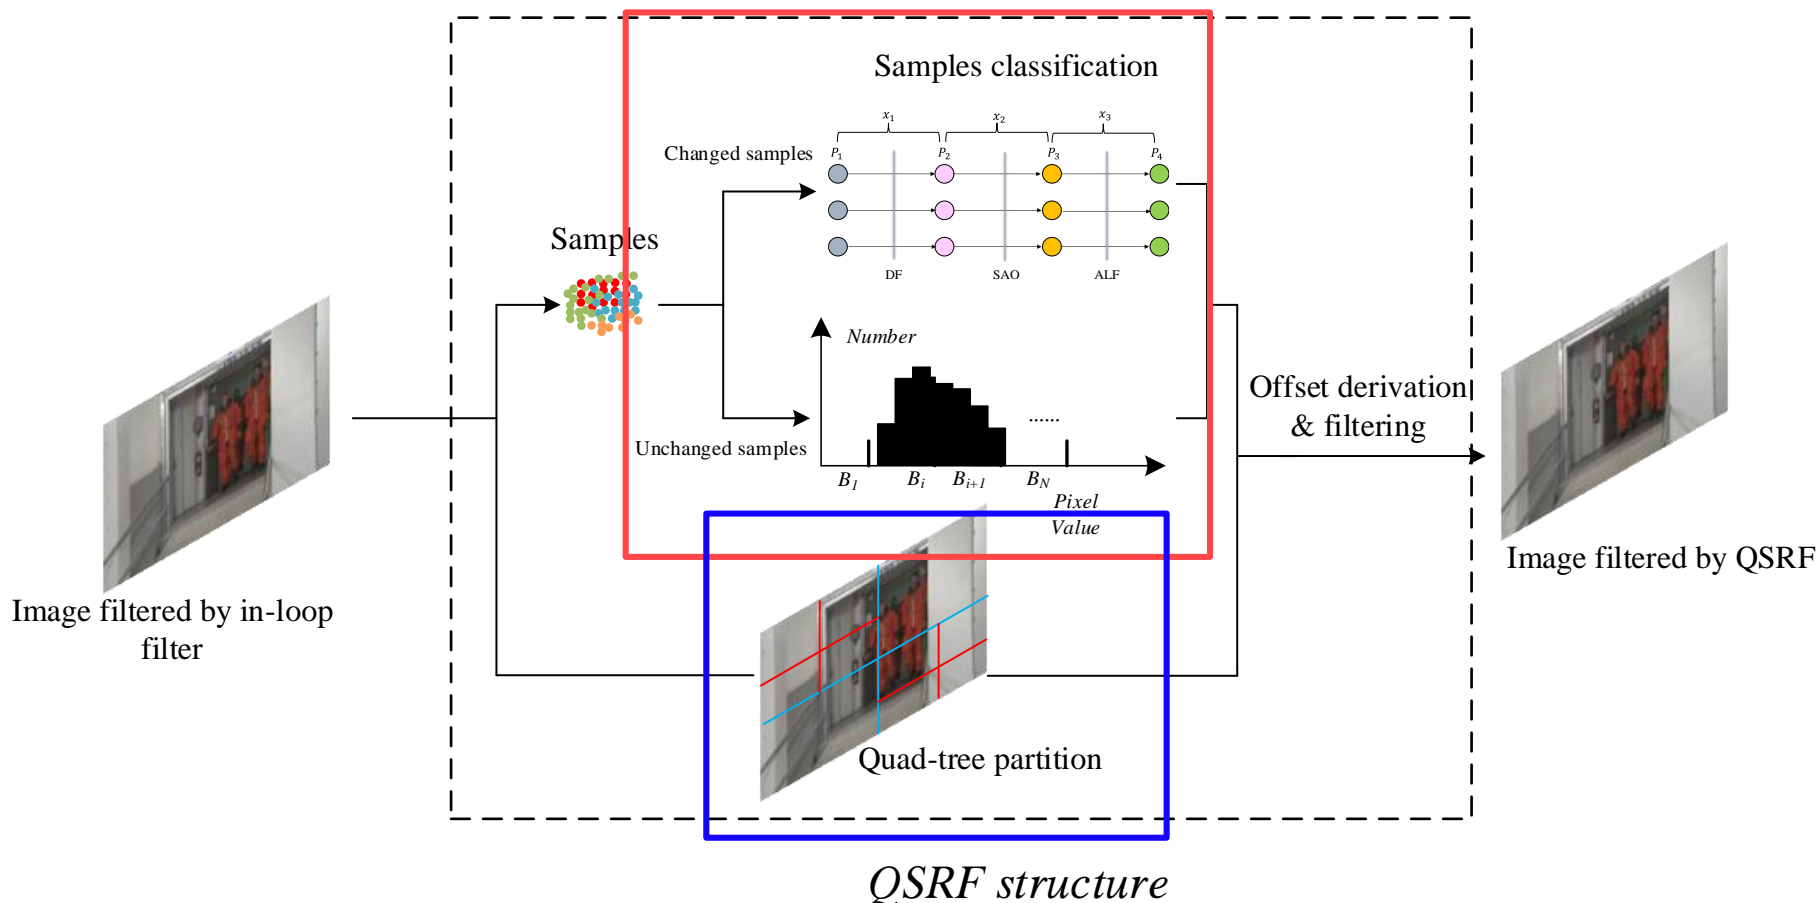 Samples classification
x1 x2 x3
Changed samples
P1 P2 P3 P4
Samples
DF SAO ALF
Number
Offset derivation
& filtering
......
Unchanged samples
B1 Bi Bi+1 BN
Pixel
Value
Image filtered by in-loop
filter
Image filtered by QSRF
Quad-tree partition
QSRF structure